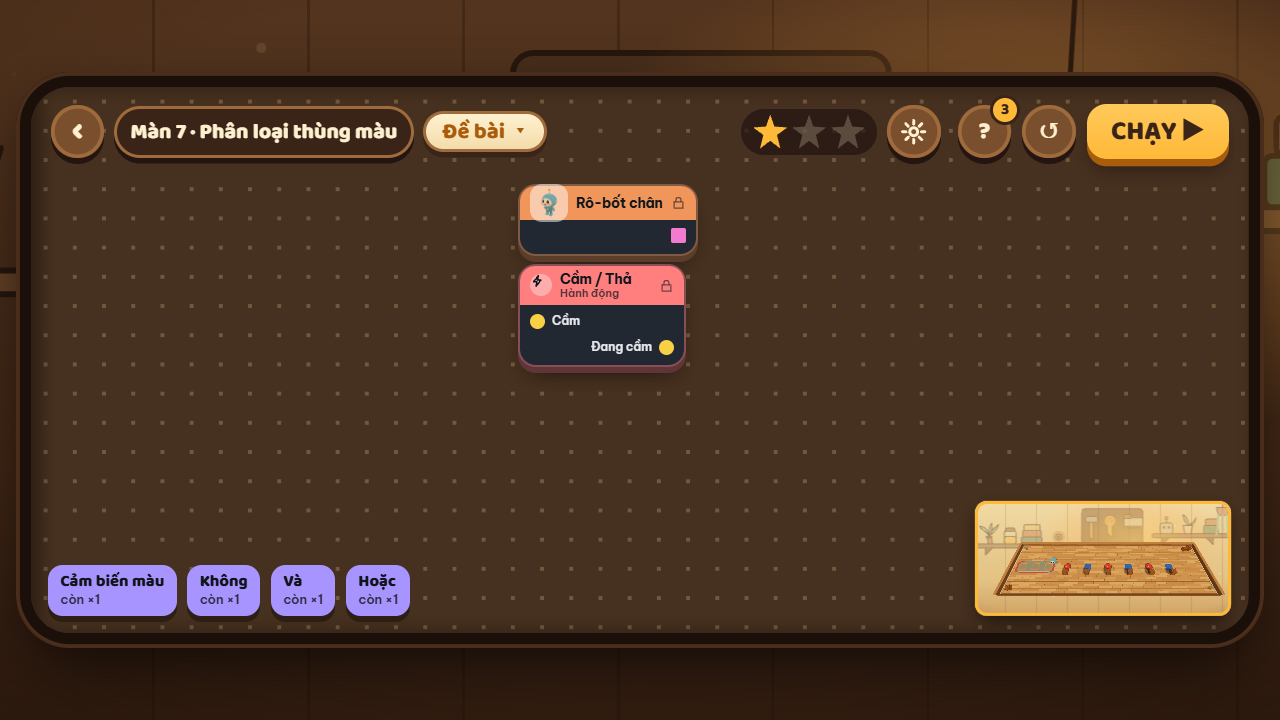 Màn 7 · Phân loại thùng màu
Đề bài
3
?
CHẠY
Rô-bốt chân
Cầm / Thả
Hành động
Cầm
Đang cầm
Cảm biến màu
còn ×1
Không
còn ×1
Và
còn ×1
Hoặc
còn ×1